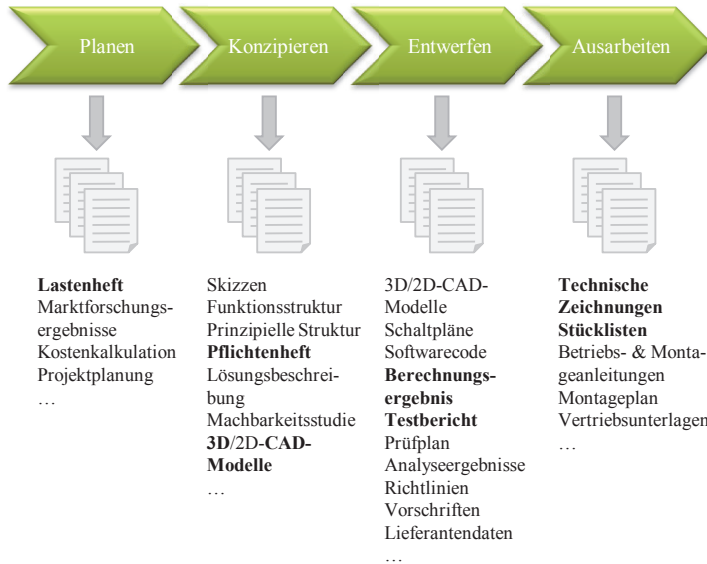 Planen
Konzipieren
Entwerfen
Ausarbeiten
Lastenheft
Marktforschungs-
ergebnisse
Kostenkalkulation
Projektplanung
…
Skizzen
Funktionsstruktur
Prinzipielle Struktur
Pflichtenheft
Lösungsbeschrei-
bung
Machbarkeitsstudie
3D/2D-CAD-
Modelle
…
3D/2D-CAD-
Modelle
Schaltpläne
Softwarecode
Berechnungs-
ergebnis
Testbericht
Prüfplan
Analyseergebnisse
Richtlinien
Vorschriften
Lieferantendaten
…
Technische
Zeichnungen
Stücklisten
Betriebs- & Monta-
geanleitungen
Montageplan
Vertriebsunterlagen
…